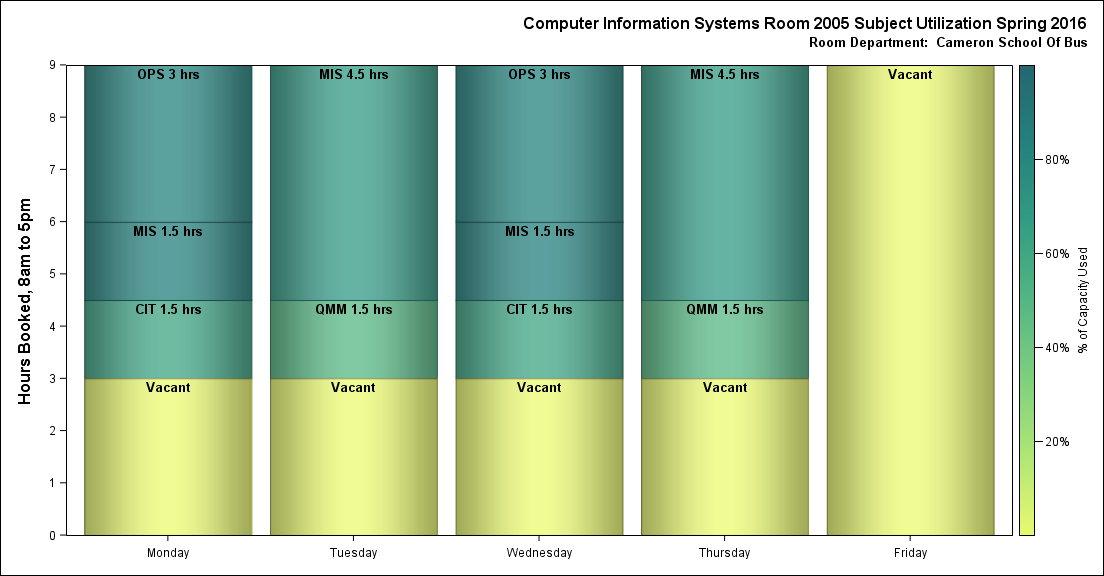 Computer Information Systems Room 2005 Subject Utilization Spring 2016
Room Department:  Cameron School Of Bus
Hours Booked, 8am to 5pm
9
8
7
6
5
4
3
2
1
0
OPS 3 hrs
MIS 1.5 hrs
CIT 1.5 hrs
Vacant
MIS 4.5 hrs
QMM 1.5 hrs
Vacant
OPS 3 hrs
MIS 1.5 hrs
CIT 1.5 hrs
Vacant
MIS 4.5 hrs
QMM 1.5 hrs
Vacant
Vacant
Monday
Tuesday
Wednesday
Thursday
Friday
80%
60%
40%
20%
% of Capacity Used